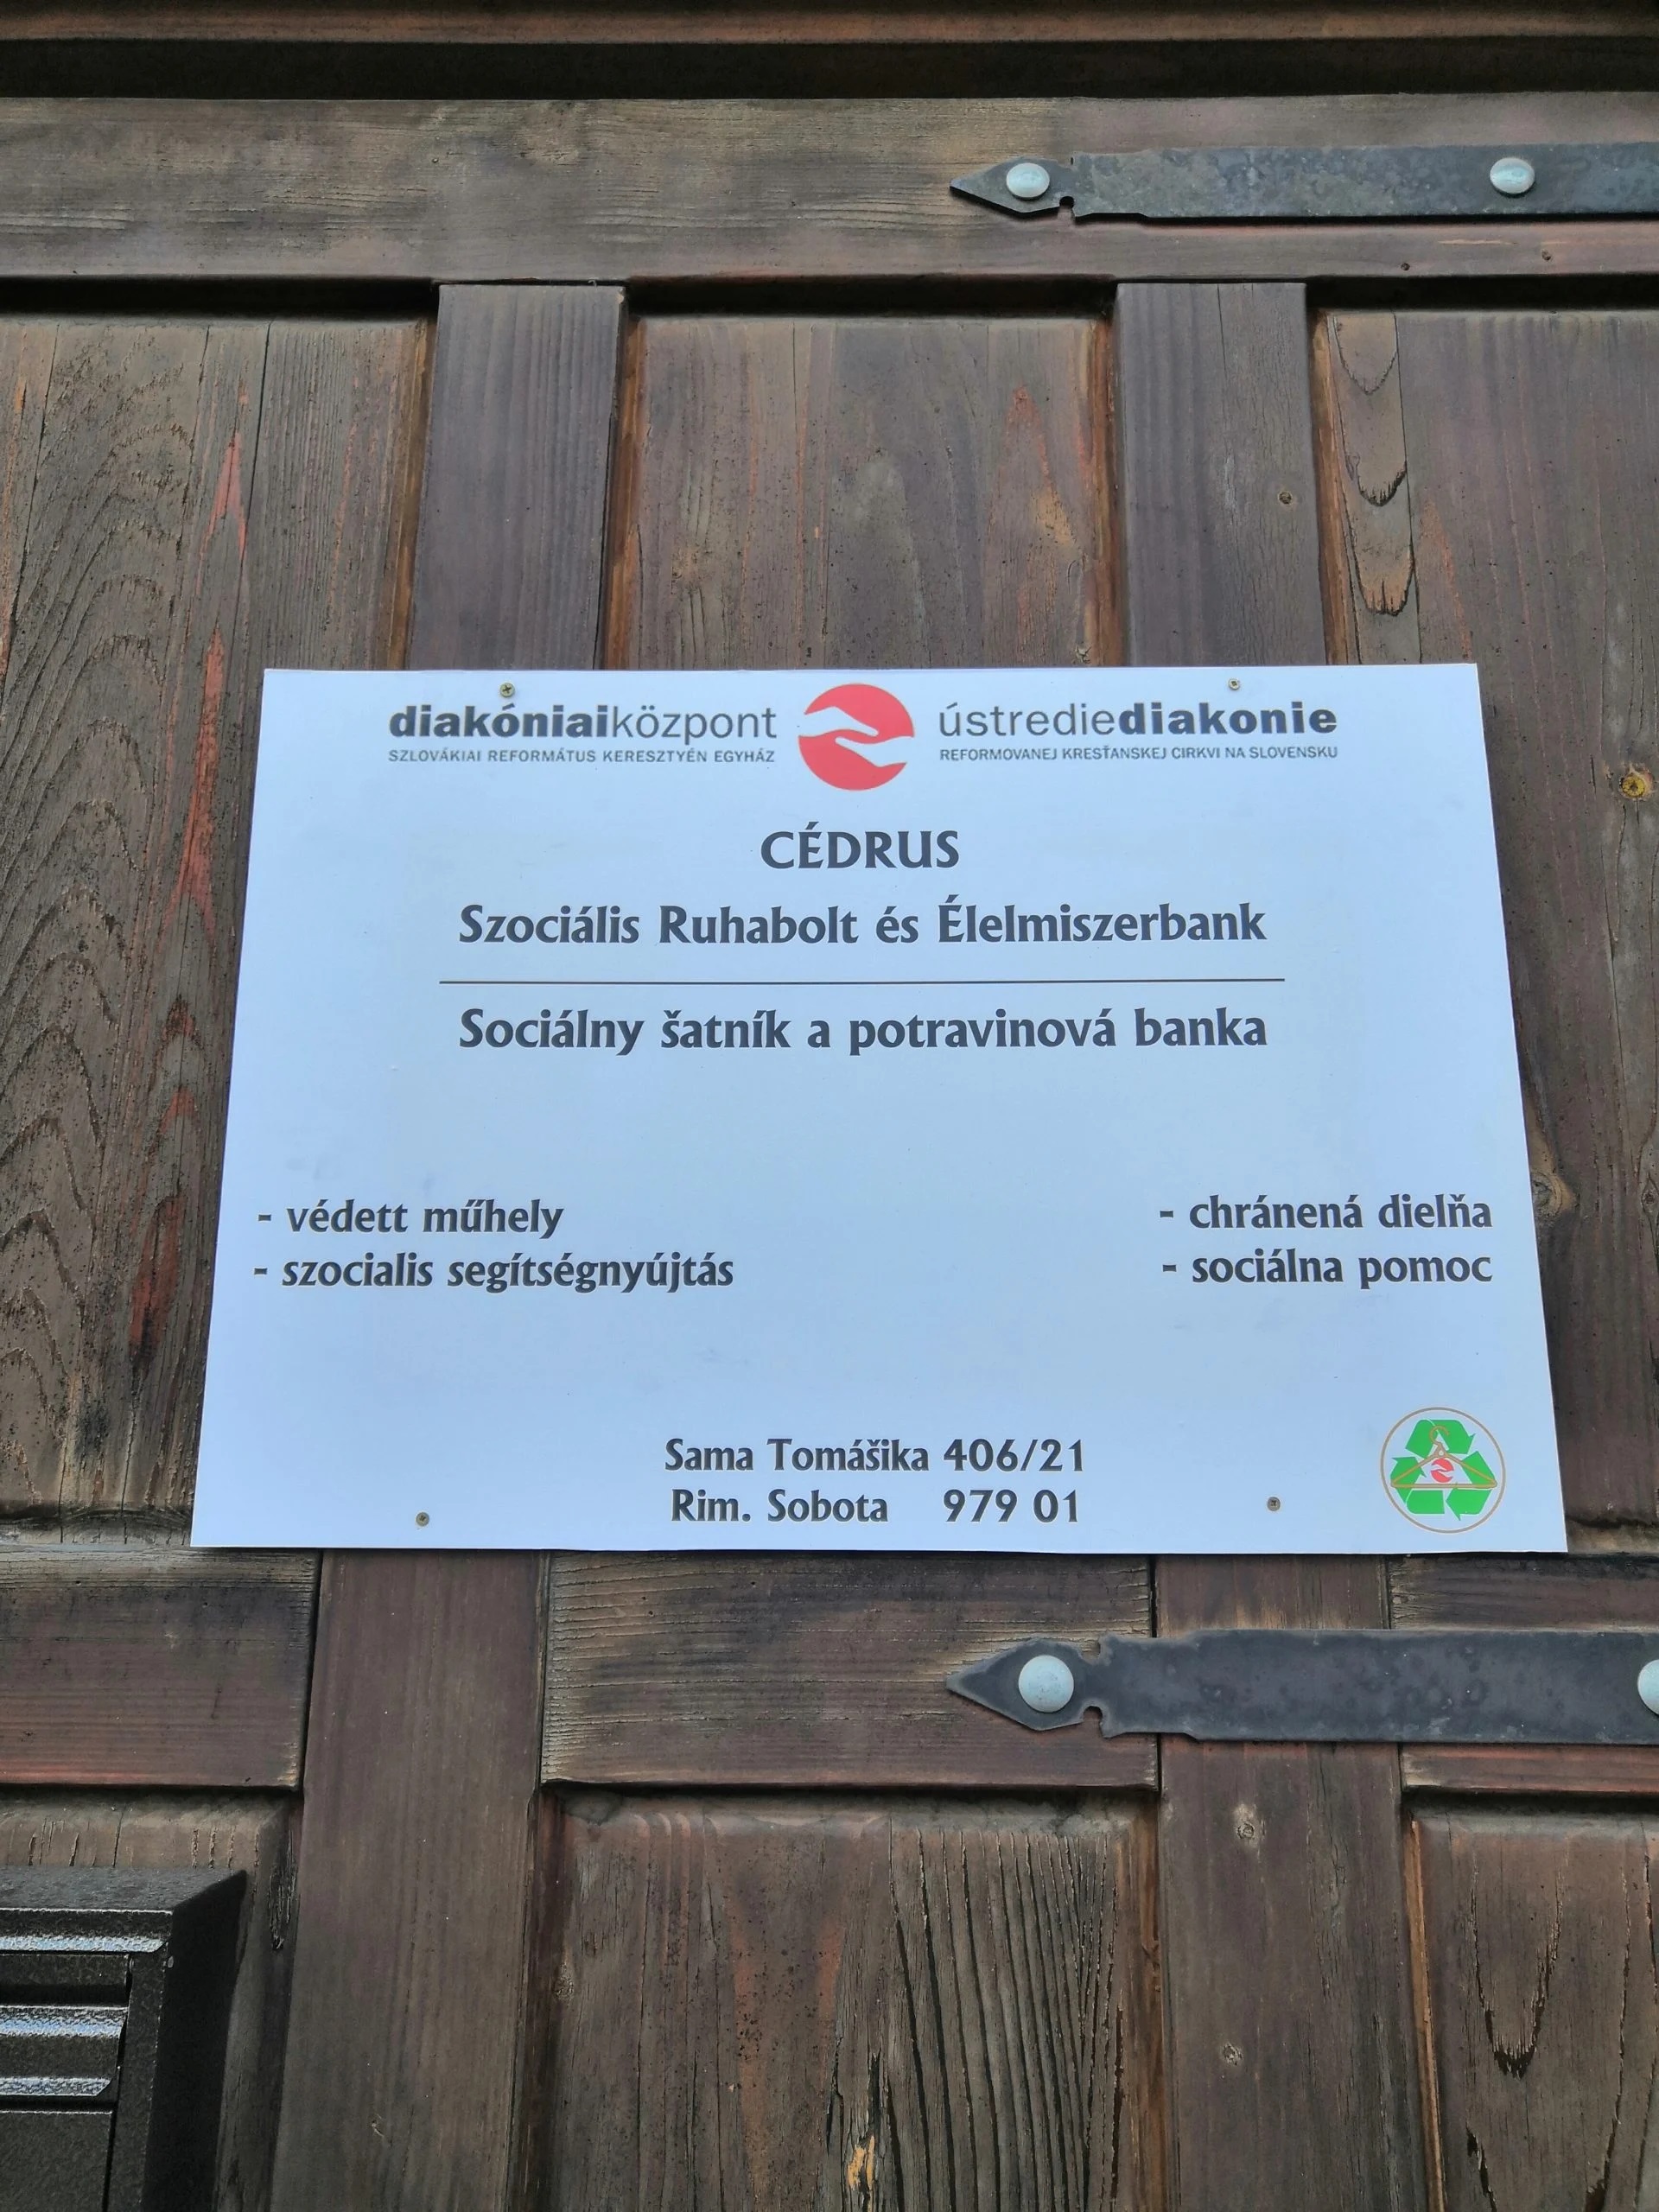 diakóniaiközpont
SZLOVÁKIAI REFORMÁTUS KERESZTYÉN EGYHÁZ
ústrediediakonie
REFORMOVANEJ KRESŤANSKEJ CIRKVI NA SLOVENSKU
CÉDRUS
Szociális Ruhabolt és Élelmiszerbank
Sociálny šatník a potravinová banka
- védett műhely
- szocialis segítségnyújtás
- chránená dielňa
- sociálna pomoc
Sama Tomášika 406/21
Rim. Sobota 979 01